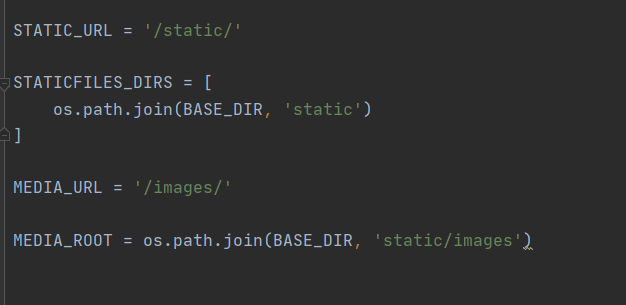 STATIC_URL = '/static/'
STATICFILES_DIRS = [
    os.path.join(BASE_DIR, 'static')
]
MEDIA_URL = '/images/'
MEDIA_ROOT = os.path.join(BASE_DIR, 'static/images')